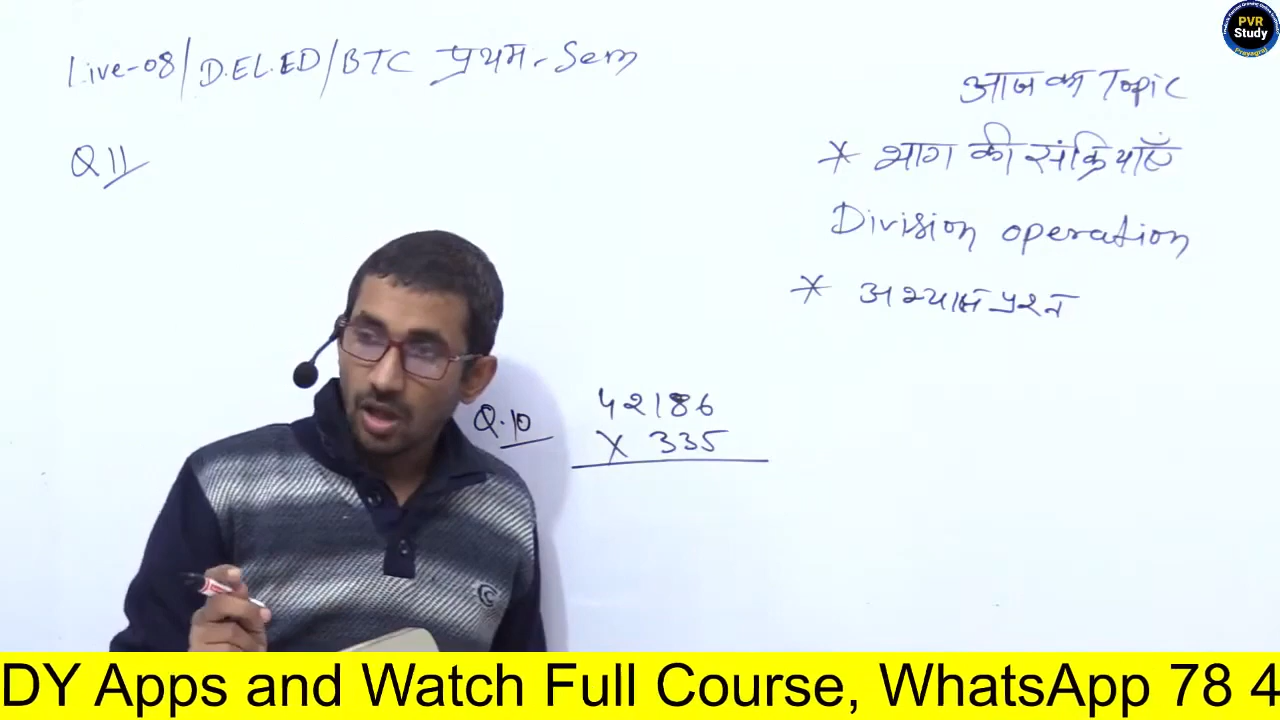 Live-08/D.EL.ED/BTC प्रथम. Sem
Q 11
आज का Topic
* भाग की संक्रियाएँ
Division operation
* अभ्यास प्रश्न
Q.10
42186
X 335
PVR
Study
Prayagraj
DY Apps and Watch Full Course, WhatsApp 78 4